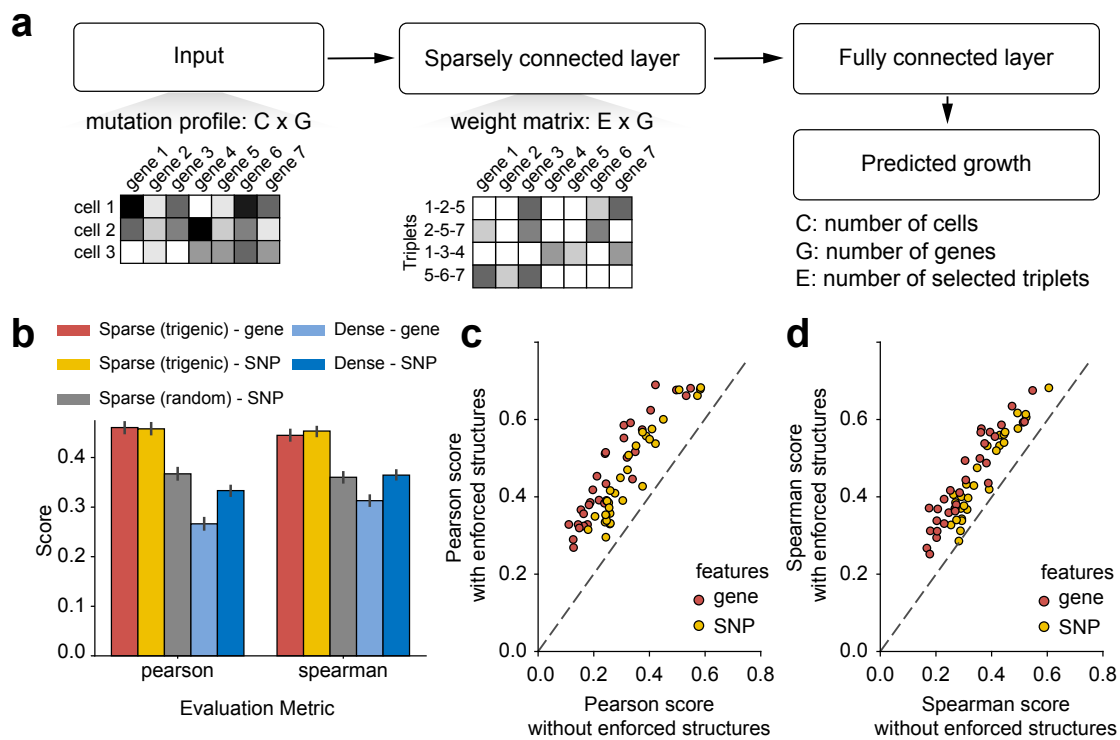 a
Input
Sparsely connected layer
Fully connected layer
mutation profile: C x G
weight matrix: E x G
Predicted growth
gene 1
gene 2
gene 3
gene 4
gene 5
gene 6
gene 7
cell 1
cell 2
cell 3
gene 1
gene 2
gene 3
gene 4
gene 5
gene 6
gene 7
Triplets
1-2-5
2-5-7
1-3-4
5-6-7
C: number of cells
G: number of genes
E: number of selected triplets
b
Sparse (trigenic) - gene
Dense - gene
Sparse (trigenic) - SNP
Dense - SNP
Sparse (random) - SNP
Score
0.4
0.3
0.1
0.0
pearson
spearman
Evaluation Metric
c
Pearson score
with enforced structures
0.6
0.4
0.2
0.0
features
gene
SNP
0.0
0.2
0.4
0.6
0.8
Pearson score
without enforced structures
d
Spearman score
with enforced structures
0.6
0.4
0.2
0.0
features
gene
SNP
0.0
0.2
0.4
0.6
0.8
Spearman score
without enforced structures